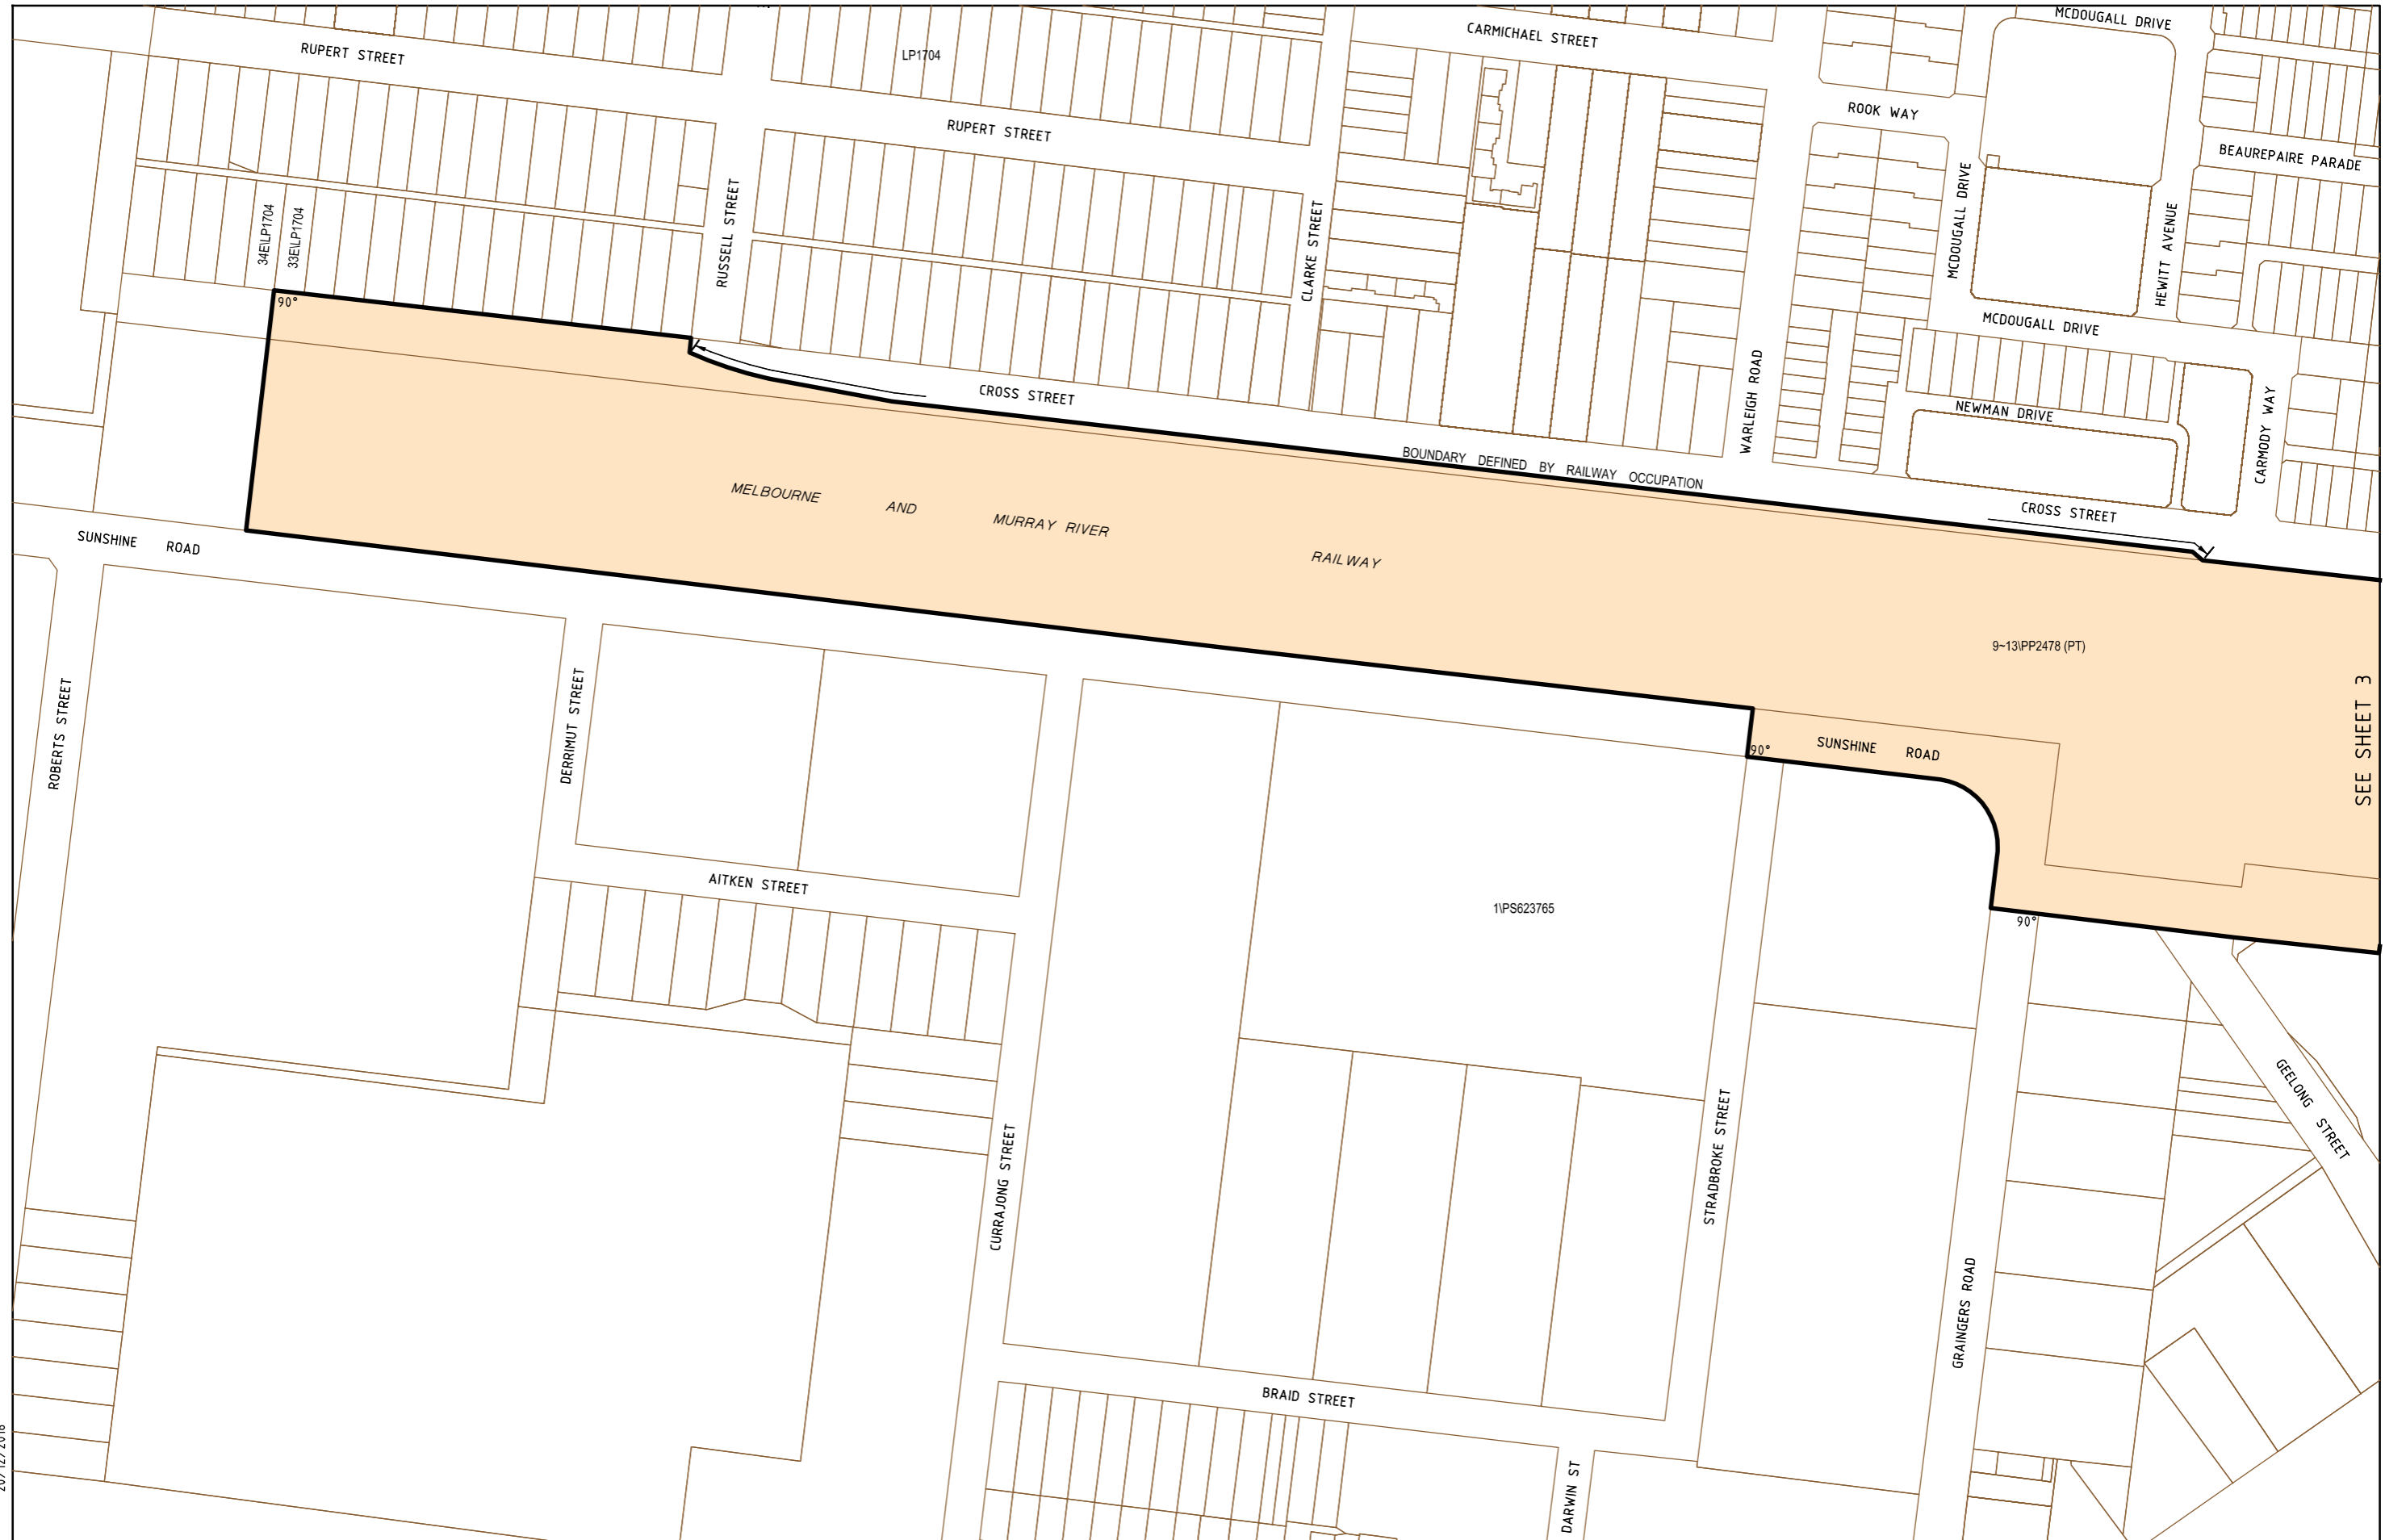 MCDOUGALL DRIVE
CARMICHAEL STREET
RUPERT STREET
LP1704
ROOK WAY
RUPERT STREET
BEAUREPAIRE PARADE
34E\LP1704
33E\LP1704
RUSSELL STREET
CLARKE STREET
MCDOUGALL DRIVE
HEWITT AVENUE
90°
MCDOUGALL DRIVE
WARLEIGH ROAD
CROSS STREET
NEWMAN DRIVE
CARMODY WAY
BOUNDARY DEFINED BY RAILWAY OCCUPATION
MELBOURNE AND MURRAY RIVER RAILWAY
CROSS STREET
SUNSHINE ROAD
9~13\PP2478 (PT)
SEE SHEET 3
ROBERTS STREET
DERRIMUT STREET
90°
SUNSHINE ROAD
AITKEN STREET
1\PS623765
90°
GEELONG STREET
CURRAJONG STREET
STRADBROKE STREET
GRAINGERS ROAD
BRAID STREET
DARWIN ST